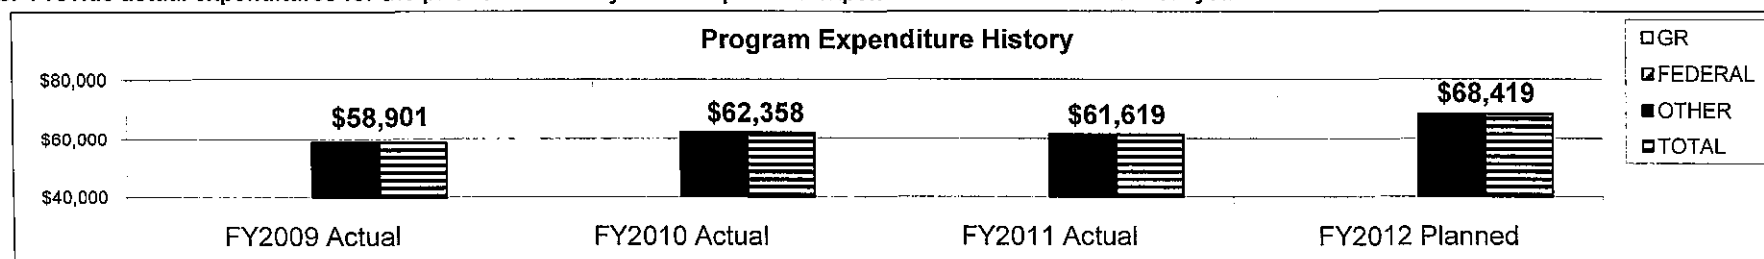 Program Expenditure History
$80,000
$60,000
$40,000
$58,901
$62,358
$61,619
$68,419
FY2009 Actual
FY2010 Actual
FY2011 Actual
FY2012 Planned
GR
FEDERAL
OTHER
TOTAL